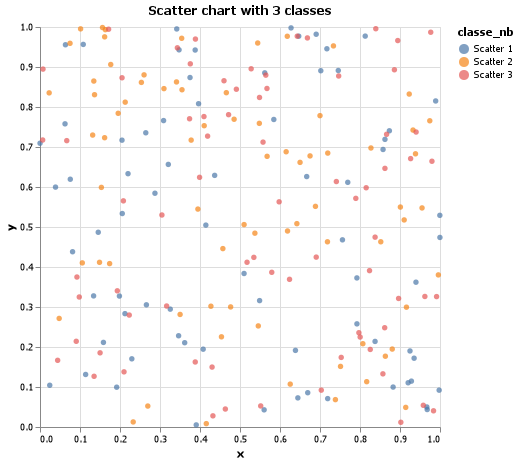 Scatter chart with 3 classes
classe_nb
Scatter 1
Scatter 2
Scatter 3
1.0
0.9
0.8
0.7
0.6
0.5
0.4
0.3
0.2
0.1
0.0
y
0.0 0.1 0.2 0.3 0.4 0.5 0.6 0.7 0.8 0.9 1.0
x